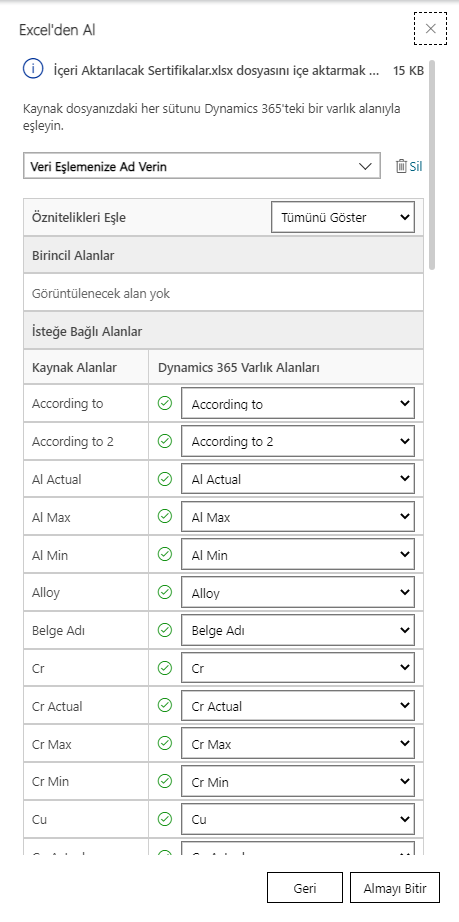 Excel'den Al
İçeri Aktarılacak Sertifikalar.xlsx dosyasını içe aktarmak ... 15 KB
Kaynak dosyanızdaki her sütunu Dynamics 365'teki bir varlık alanıyla
eşleyin.
Veri Eşlemenize Ad Verin Sil
Öznitelikleri Eşle Tümünü Göster
Birincil Alanlar
Görüntülenecek alan yok
İsteğe Bağlı Alanlar
Kaynak Alanlar Dynamics 365 Varlık Alanları
According to According to
According to 2 According to 2
Al Actual Al Actual
Al Max Al Max
Al Min Al Min
Alloy Alloy
Belge Adı Belge Adı
Cr Cr
Cr Actual Cr Actual
Cr Max Cr Max
Cr Min Cr Min
Cu Cu
Geri Almayı Bitir